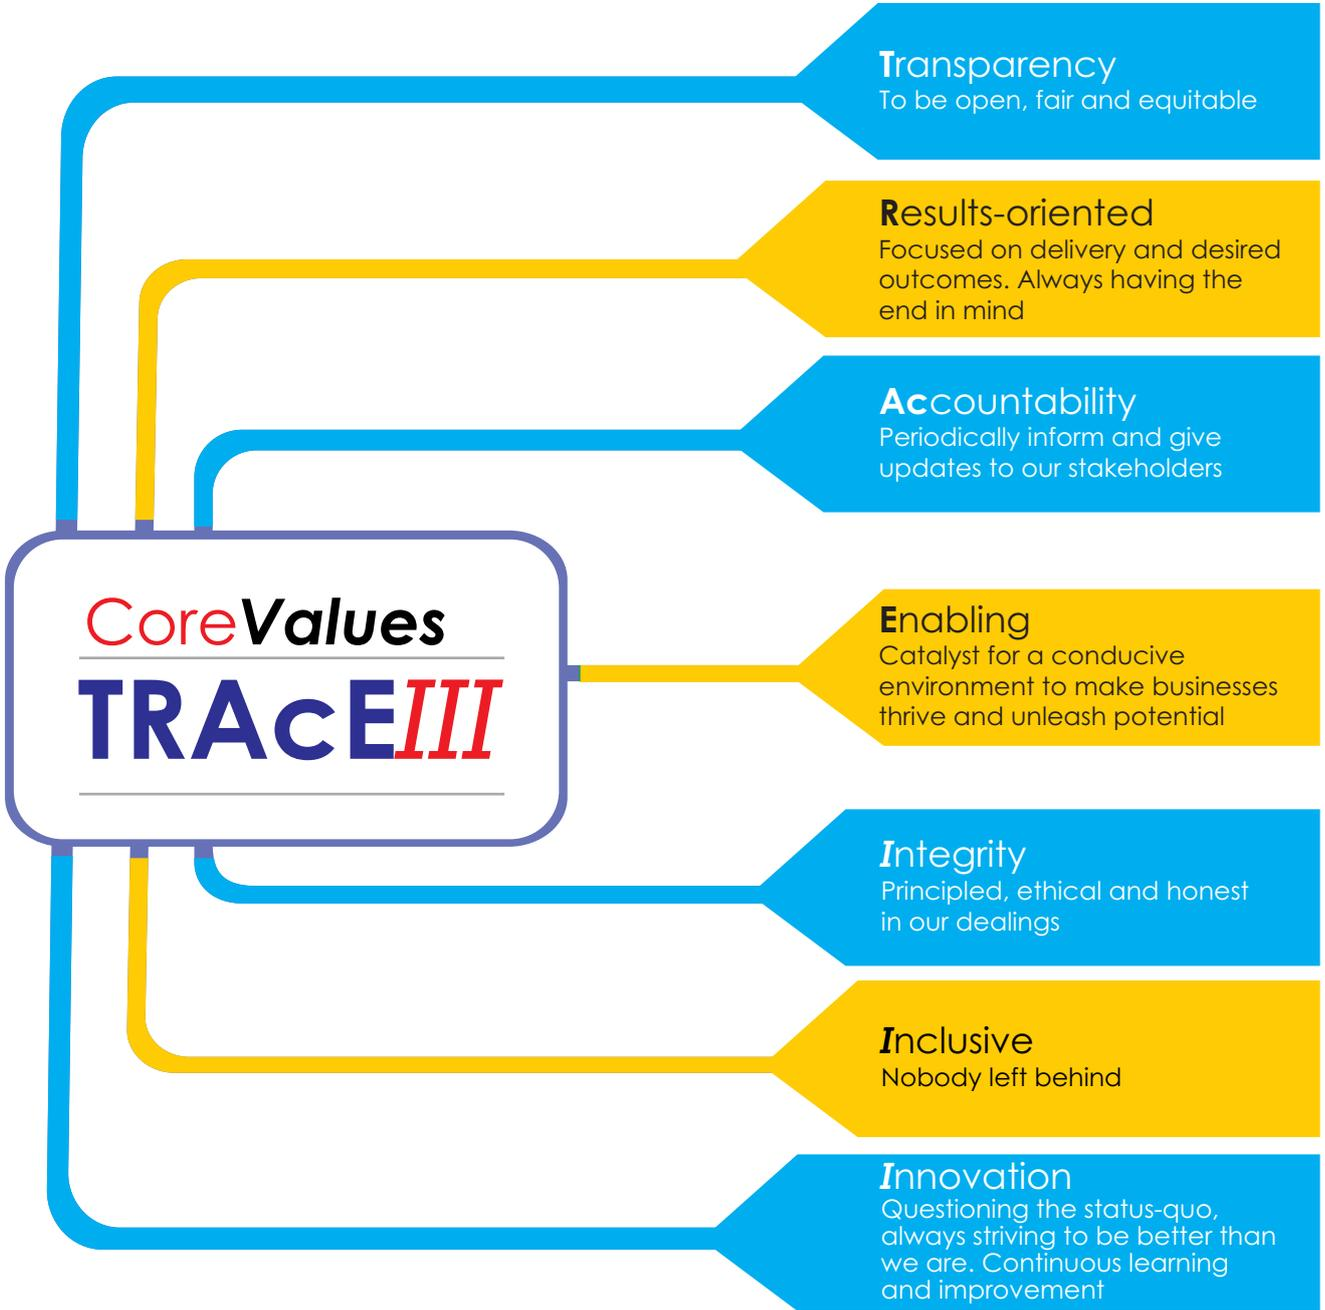 Transparency
To be open, fair and equitable
Results-oriented
Focused on delivery and desired
outcomes. Always having the
end in mind
Accountability
Periodically inform and give
updates to our stakeholders
CoreValues
TRAcEIII
Enabling
Catalyst for a conducive
environment to make businesses
thrive and unleash potential
Integrity
Principled, ethical and honest
in our dealings
Inclusive
Nobody left behind
Innovation
Questioning the status-quo,
always striving to be better than
we are. Continuous learning
and improvement